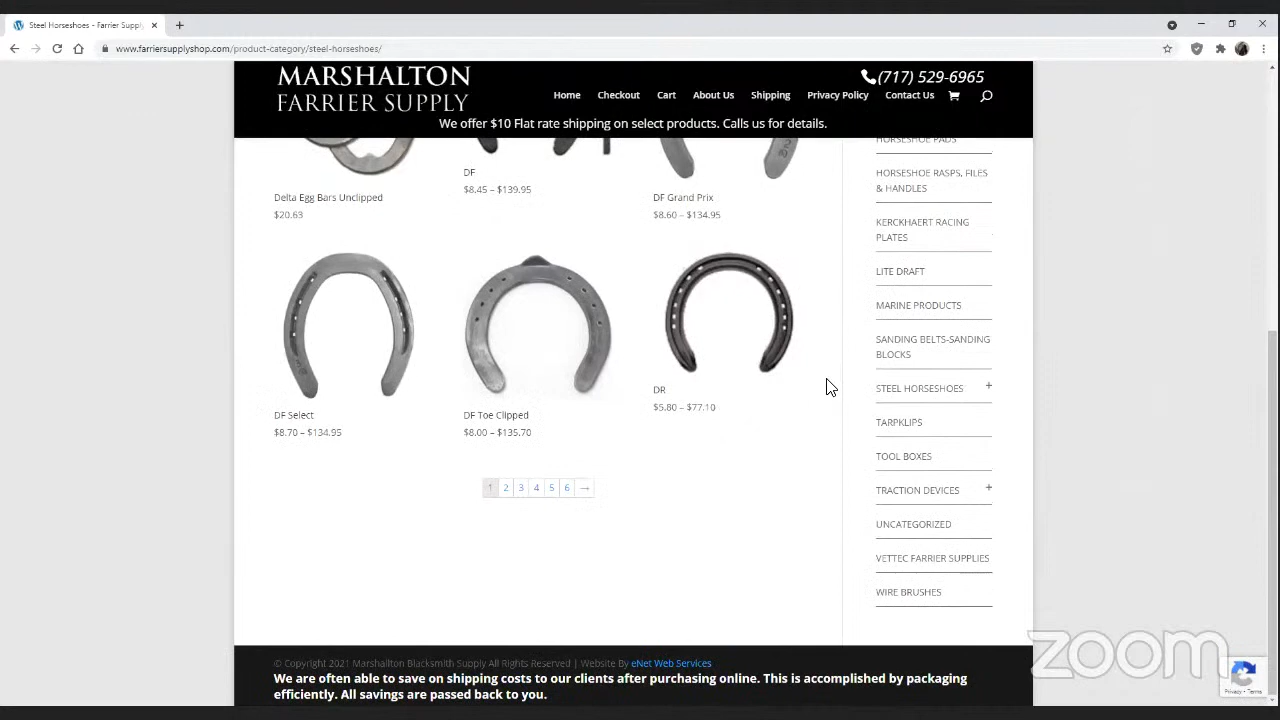 Steel Horseshoes - Farrier Supply
www.farriersupplyshop.com/product-category/steel-horseshoes/
MARSHALTON
FARRIER SUPPLY
(717) 529-6965
Home Checkout Cart About Us Shipping Privacy Policy Contact Us
We offer $10 Flat rate shipping on select products. Calls us for details.
Delta Egg Bars Unclipped
$20.63
DF
$8.45 – $139.95
DF Grand Prix
$8.60 – $134.95
DF Select
$8.70 – $134.95
DF Toe Clipped
$8.00 – $135.70
DR
$5.80 – $77.10
1 2 3 4 5 6 →
HORSESHOE PADS
HORSESHOE RASPS, FILES
& HANDLES
KERCKHAERT RACING
PLATES
LITE DRAFT
MARINE PRODUCTS
SANDING BELTS-SANDING
BLOCKS
STEEL HORSESHOES +
TARPKLIPS
TOOL BOXES
TRACTION DEVICES +
UNCATEGORIZED
VETTEC FARRIER SUPPLIES
WIRE BRUSHES
© Copyright 2021 Marshallton Blacksmith Supply All Rights Reserved | Website By eNet Web Services
We are often able to save on shipping costs to our clients after purchasing online. This is accomplished by packaging
efficiently. All savings are passed back to you.
zoom
Privacy - Terms